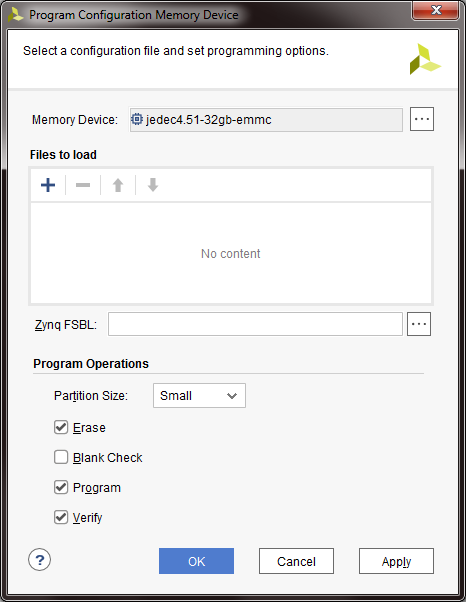 Program Configuration Memory Device
Select a configuration file and set programming options.
Memory Device: jedec4.51-32gb-emmc ...
Files to load
No content
Zynq FSBL: ...
Program Operations
Partition Size: Small
Erase
Blank Check
Program
Verify
? OK Cancel Apply